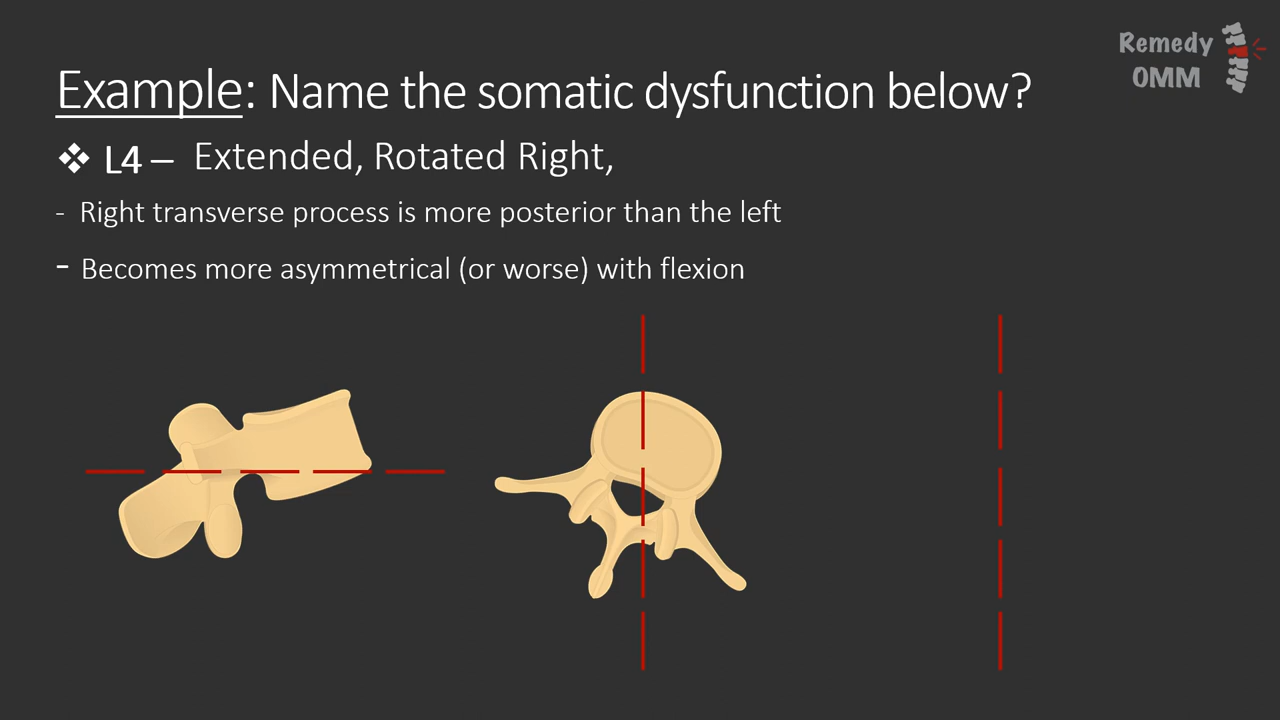 Remedy
OMM
Example: Name the somatic dysfunction below?
❖ L4 – Extended, Rotated Right,
- Right transverse process is more posterior than the left
- Becomes more asymmetrical (or worse) with flexion